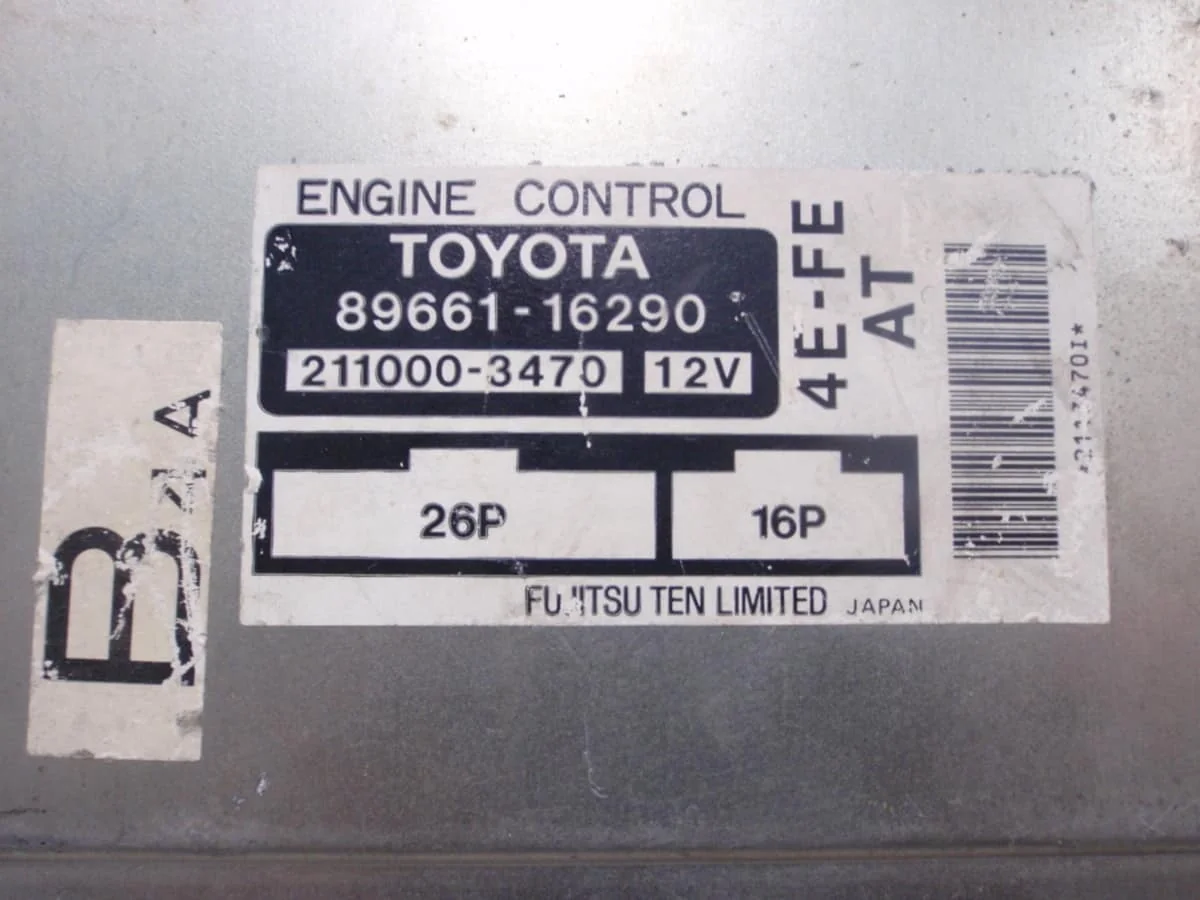 ENGINE CONTROL
TOYOTA
89661-16290
211000-3470 12V
4E-FE
AT
26P 16P
FUJITSU TEN LIMITED JAPAN
B